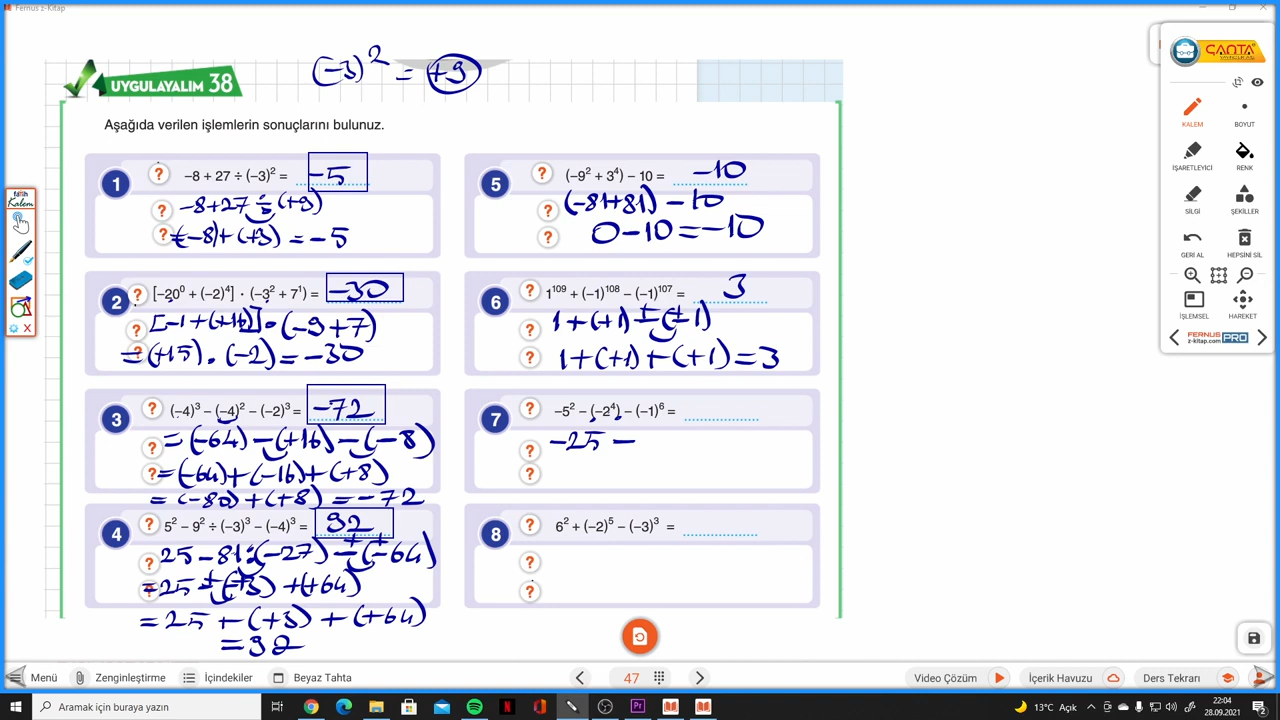 Fernus z-Kitap
(-3)² = +9
UYGULAYALIM 38
Aşağıda verilen işlemlerin sonuçlarını bulunuz.
1
? −8 + 27 ÷ (−3)² = -5
? -8+27 ÷ (+9)
? (-8)+(+3) = -5
2
? [−20⁰ + (−2)⁴] · (−3² + 7¹) = -30
? [-1+(+16)] • (-9+7)
? =(+15) . (-2) = -30
3
? (−4)³ − (−4)² − (−2)³ = -72
? = (-64) - (+16) - (-8)
? =(-64)+(-16)+(+8)
= (-80)+(+8) = -72
4
? 5² − 9² ÷ (−3)³ − (−4)³ = 92
? 25-81÷(-27) - (-64)
? =25 - (-3) +(+64)
= 25 + (+3) + (+64)
= 92
5
? (−9² + 3⁴) − 10 = -10
? (-81+81) - 10
? 0-10=-10
6
? 1¹⁰⁹ + (−1)¹⁰⁸ − (−1)¹⁰⁷ = 3
? 1+(+1) - (-1)
? 1+(+1)+(+1)=3
7
? −5² − (−2⁴) − (−1)⁶ =
? -25 -
?
8
? 6² + (−2)⁵ − (−3)³ =
?
?
fatih
Kalem
ÇANTA
KALEM
BOYUT
İŞARETLEYİCİ
RENK
SİLGİ
ŞEKİLLER
GERİ AL
HEPSİNİ SİL
İŞLEMSEL
HAREKET
FERNUS PRO
z-kitap.com
Menü
Zenginleştirme
İçindekiler
Beyaz Tahta
47
Video Çözüm
İçerik Havuzu
Ders Tekrarı
Aramak için buraya yazın
13°C Açık
22:04
28.09.2021